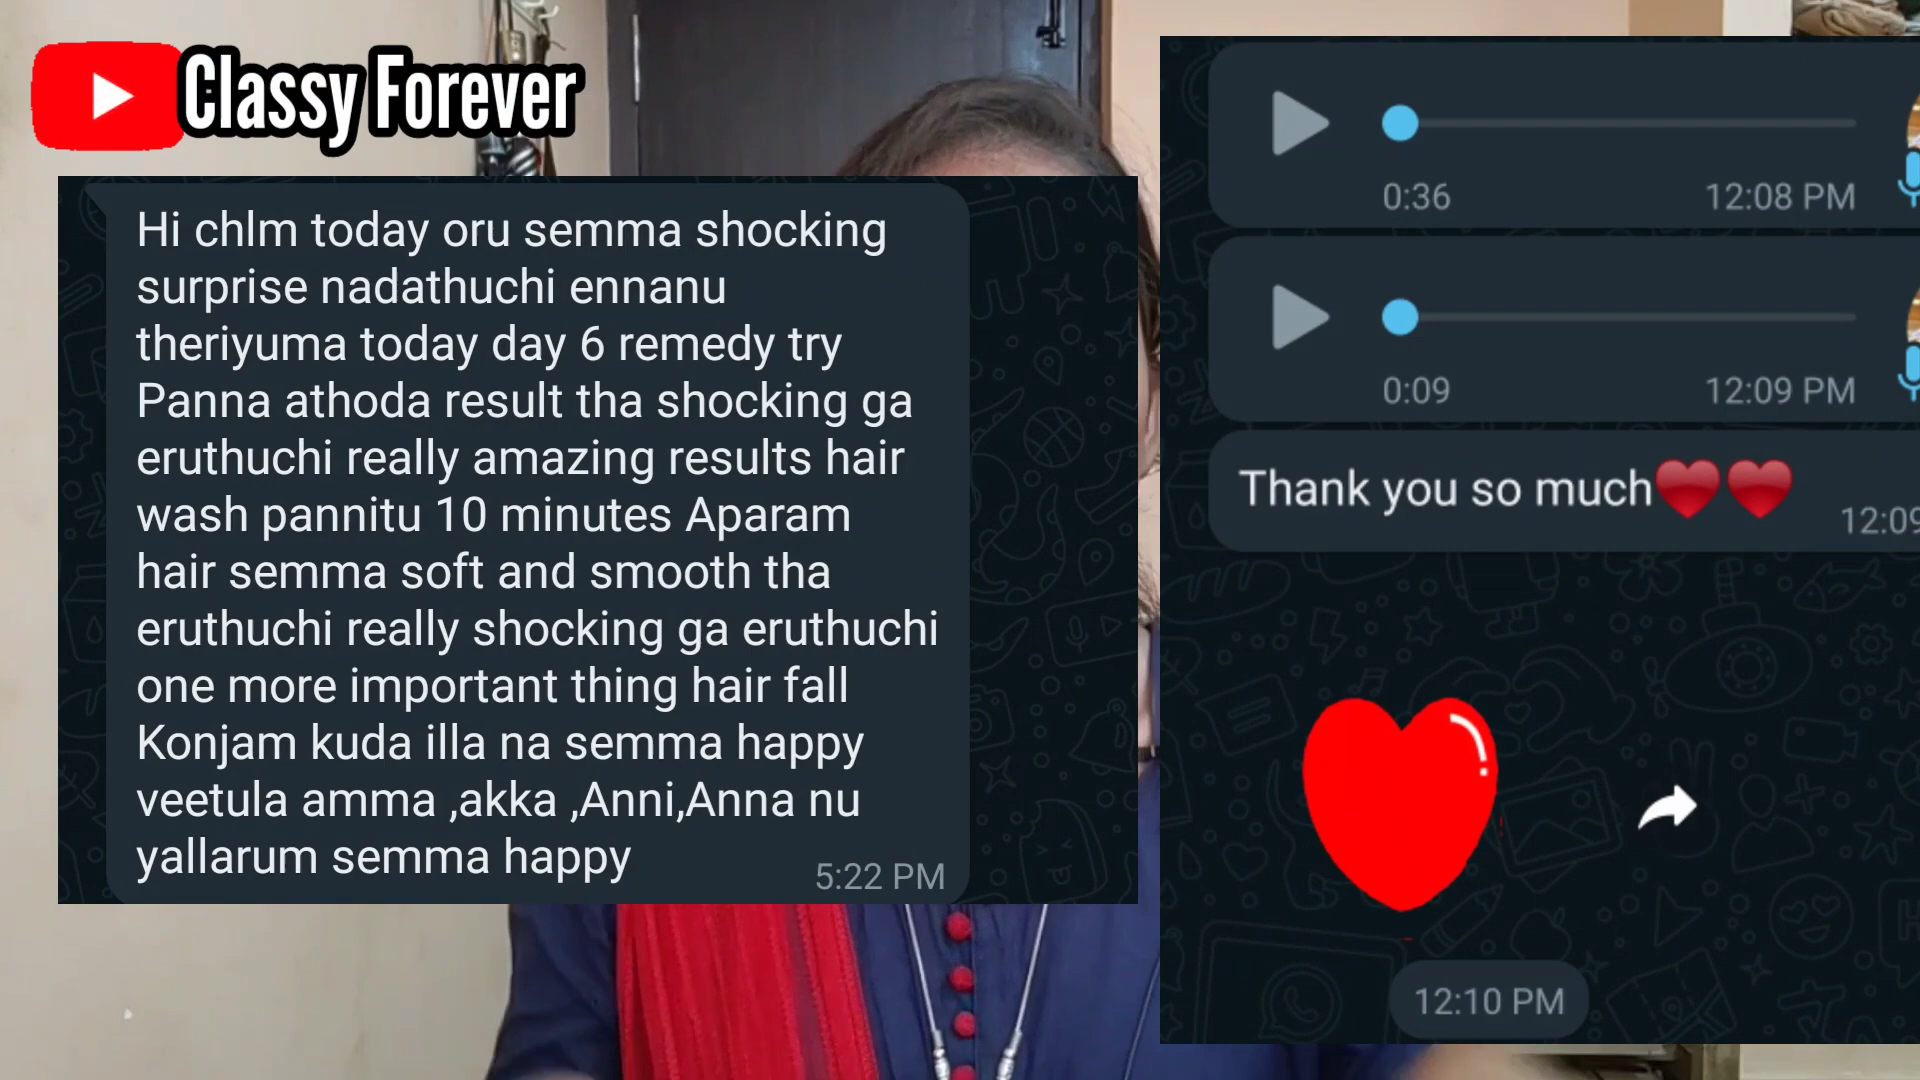 Classy Forever
Hi chlm today oru semma shocking
surprise nadathuchi ennanu
theriyuma today day 6 remedy try
Panna athoda result tha shocking ga
eruthuchi really amazing results hair
wash pannitu 10 minutes Aparam
hair semma soft and smooth tha
eruthuchi really shocking ga eruthuchi
one more important thing hair fall
Konjam kuda illa na semma happy
veetula amma ,akka ,Anni,Anna nu
yallarum semma happy
5:22 PM
0:36 12:08 PM
0:09 12:09 PM
Thank you so much❤❤
12:09
12:10 PM